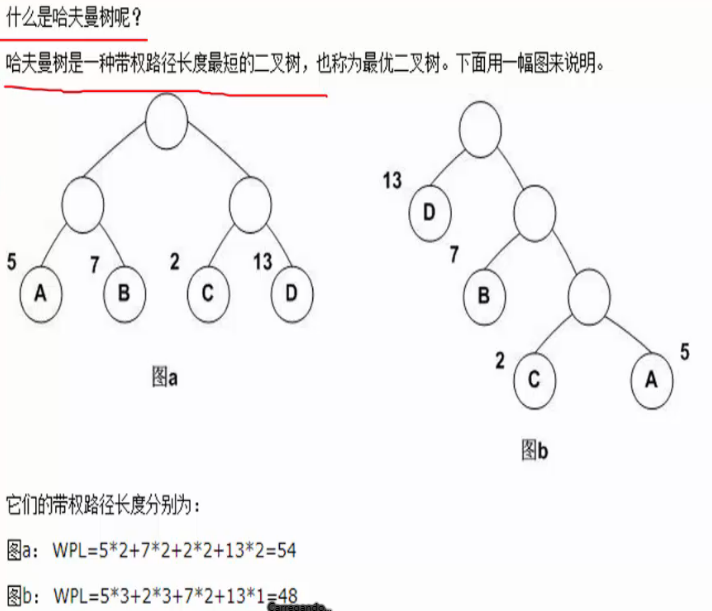 什么是哈夫曼树呢？
哈夫曼树是一种带权路径长度最短的二叉树，也称为最优二叉树。下面用一幅图来说明。
13
D
5
7
2
13
A
B
C
D
7
B
2
C
5
A
图a
图b
它们的带权路径长度分别为：
图a： WPL=5*2+7*2+2*2+13*2=54
图b： WPL=5*3+2*3+7*2+13*1=48
Carregando...